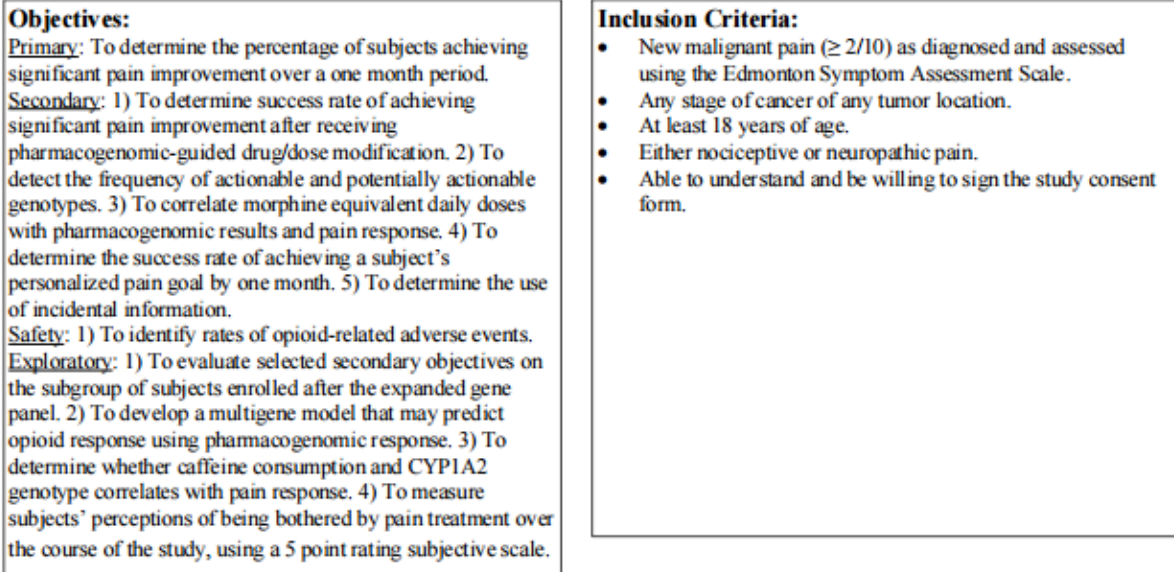 Objectives:
Primary: To determine the percentage of subjects achieving
significant pain improvement over a one month period.
Secondary: 1) To determine success rate of achieving
significant pain improvement after receiving
pharmacogenomic-guided drug/dose modification. 2) To
detect the frequency of actionable and potentially actionable
genotypes. 3) To correlate morphine equivalent daily doses
with pharmacogenomic results and pain response. 4) To
determine the success rate of achieving a subject's
personalized pain goal by one month. 5) To determine the use
of incidental information.
Safety: 1) To identify rates of opioid-related adverse events.
Exploratory: 1) To evaluate selected secondary objectives on
the subgroup of subjects enrolled after the expanded gene
panel. 2) To develop a multigene model that may predict
opioid response using pharmacogenomic response. 3) To
determine whether caffeine consumption and CYP1A2
genotype correlates with pain response. 4) To measure
subjects' perceptions of being bothered by pain treatment over
the course of the study, using a 5 point rating subjective scale.
Inclusion Criteria:
• New malignant pain (≥ 2/10) as diagnosed and assessed
using the Edmonton Symptom Assessment Scale.
• Any stage of cancer of any tumor location.
• At least 18 years of age.
• Either nociceptive or neuropathic pain.
• Able to understand and be willing to sign the study consent
form.